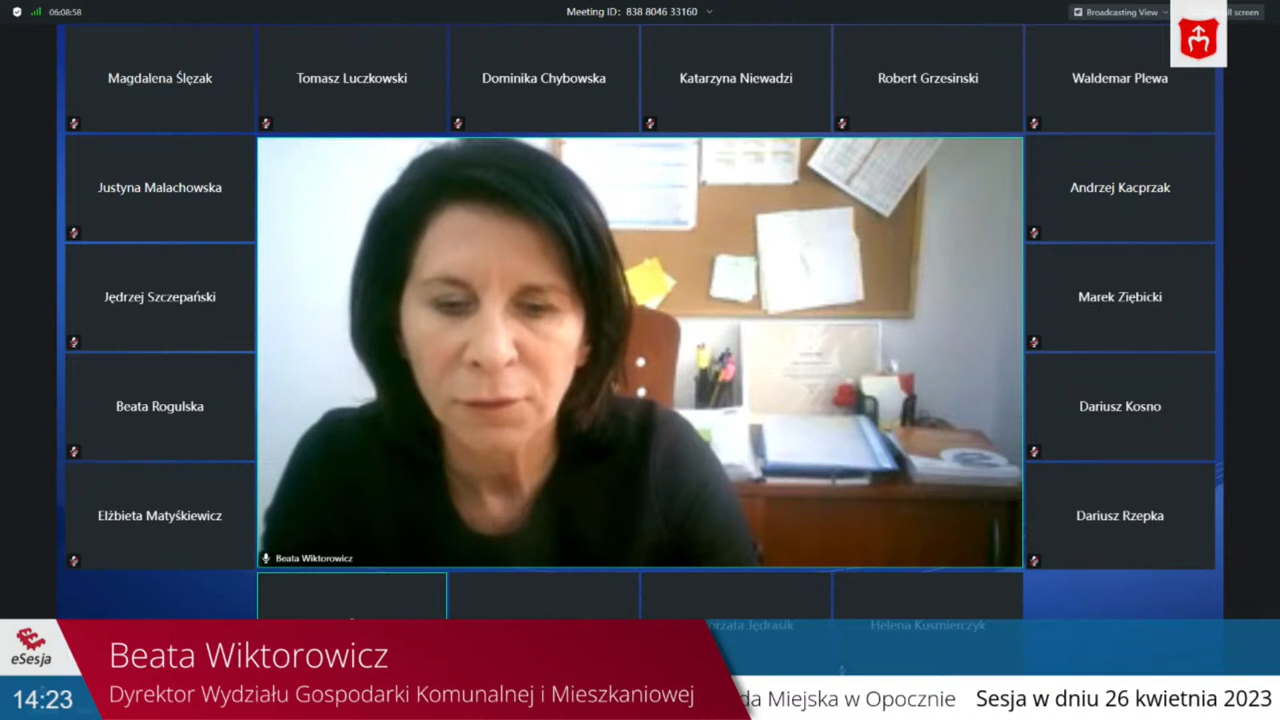 06:08:58
Meeting ID: 838 8046 33160
Broadcasting View
screen
Magdalena Ślęzak
Tomasz Luczkowski
Dominika Chybowska
Katarzyna Niewadzi
Robert Grzesinski
Waldemar Plewa
Justyna Malachowska
Andrzej Kacprzak
Jędrzej Szczepański
Marek Ziębicki
Beata Rogulska
Dariusz Kosno
Elżbieta Matyśkiewicz
Dariusz Rzepka
Beata Wiktorowicz
Jędrasik
Helena Kusmierczyk
eSesja
Beata Wiktorowicz
14:23
Dyrektor Wydziału Gospodarki Komunalnej i Mieszkaniowej
Miejska w Opocznie
Sesja w dniu 26 kwietnia 2023